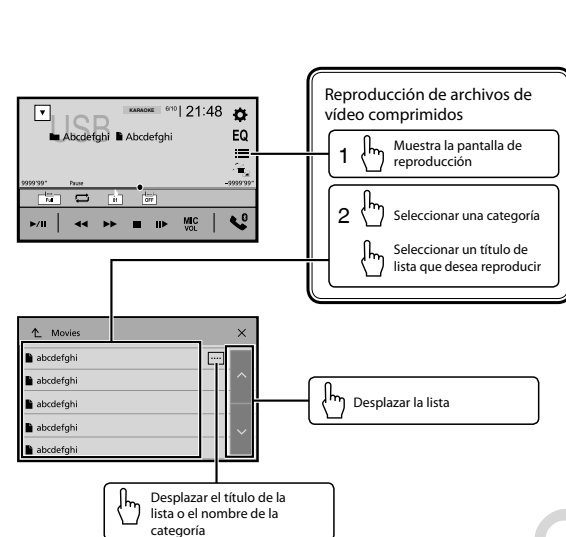 Reproducción de archivos de
vídeo comprimidos
1 Muestra la pantalla de
reproducción
2 Seleccionar una categoría
Seleccionar un título de
lista que desea reproducir
USB
KARAOKE 6/10 21:48
Abcdefghi Abcdefghi
EQ
9999'99" Pause -9999'99"
Full 01 OFF
MIC
VOL
Movies
abcdefghi
abcdefghi
abcdefghi
abcdefghi
abcdefghi
Desplazar la lista
Desplazar el título de la
lista o el nombre de la
categoría